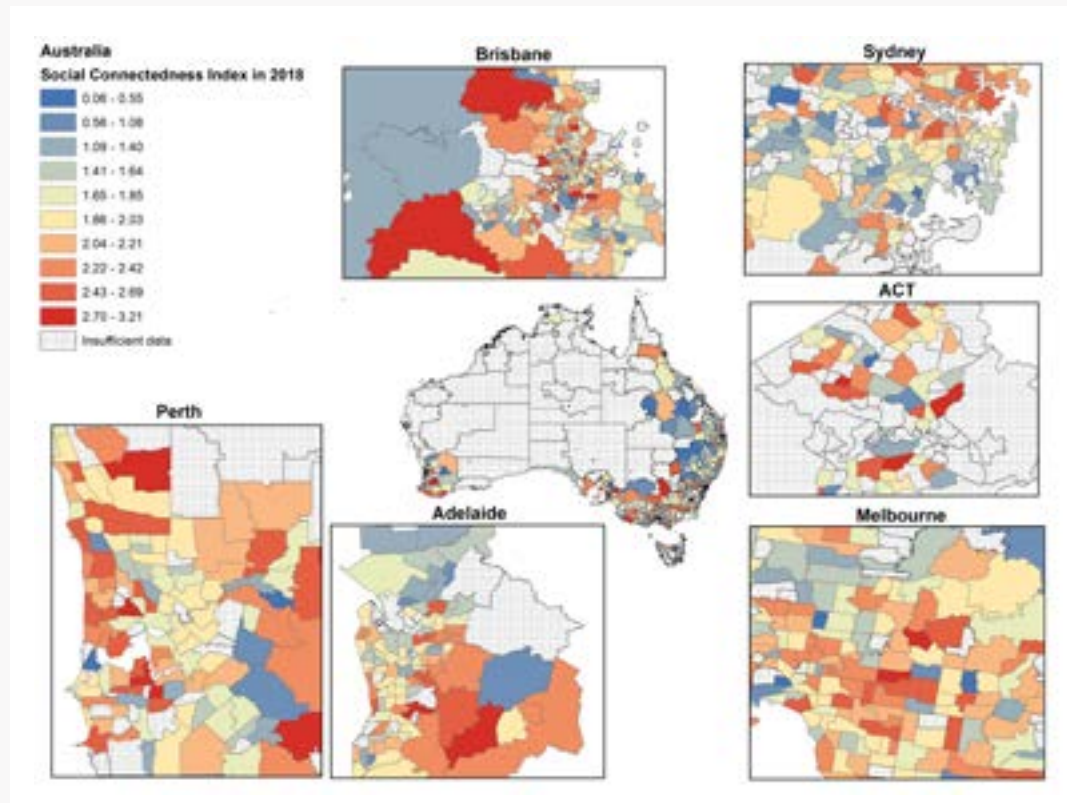 Australia
Social Connectedness Index in 2018
0.06 - 0.55
0.56 - 1.08
1.09 - 1.40
1.41 - 1.64
1.65 - 1.85
1.86 - 2.03
2.04 - 2.21
2.22 - 2.42
2.43 - 2.69
2.70 - 3.21
Insufficient data
Brisbane
Sydney
ACT
Perth
Adelaide
Melbourne